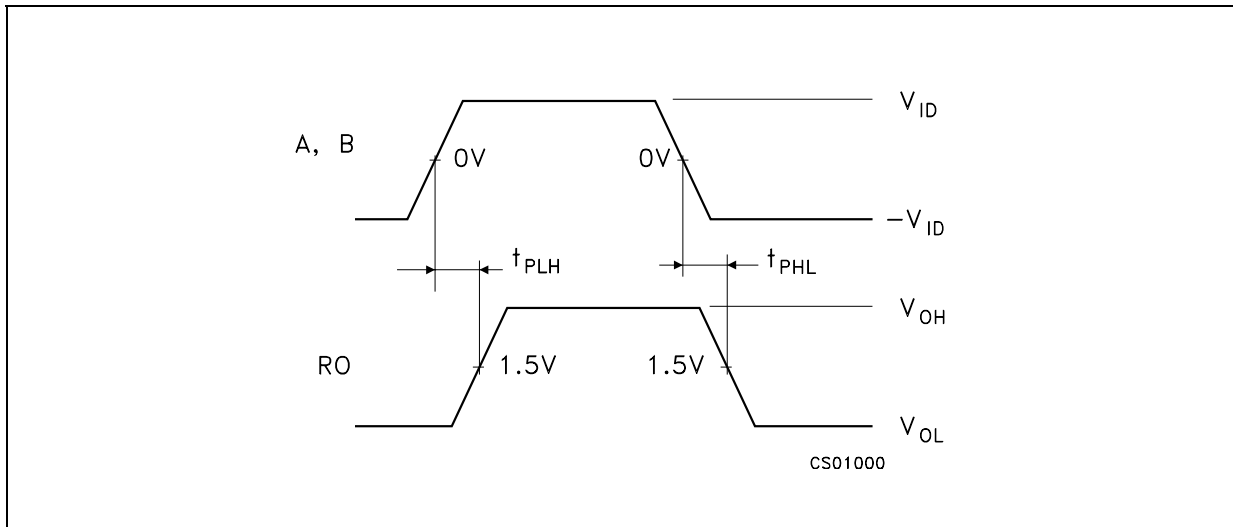 V_ID
A, B
0V 0V
-V_ID
t_PLH t_PHL
V_OH
RO 1.5V 1.5V
V_OL
CS01000